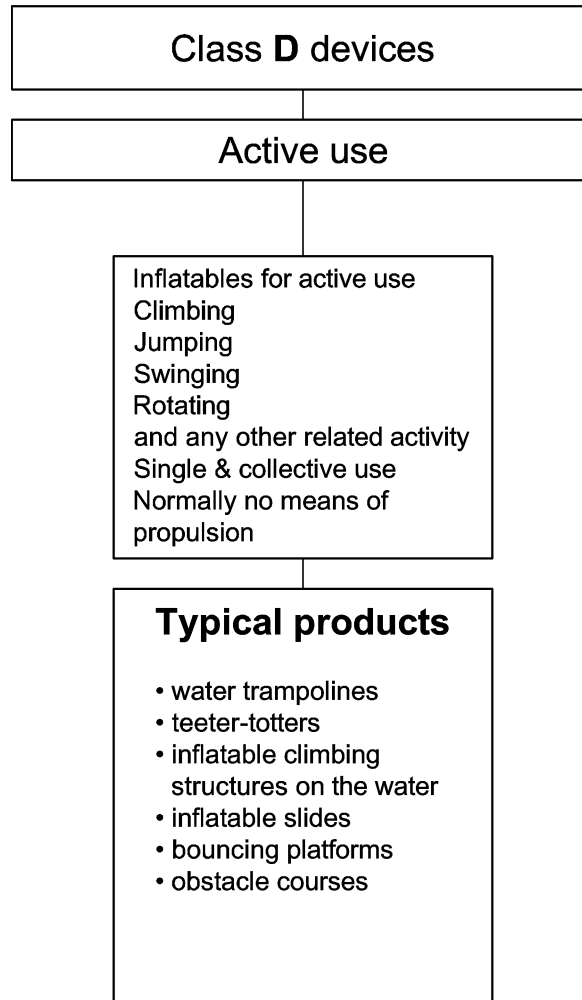 Class D devices
Active use
Inflatables for active use
Climbing
Jumping
Swinging
Rotating
and any other related activity
Single & collective use
Normally no means of
propulsion
Typical products
• water trampolines
• teeter-totters
• inflatable climbing
structures on the water
• inflatable slides
• bouncing platforms
• obstacle courses